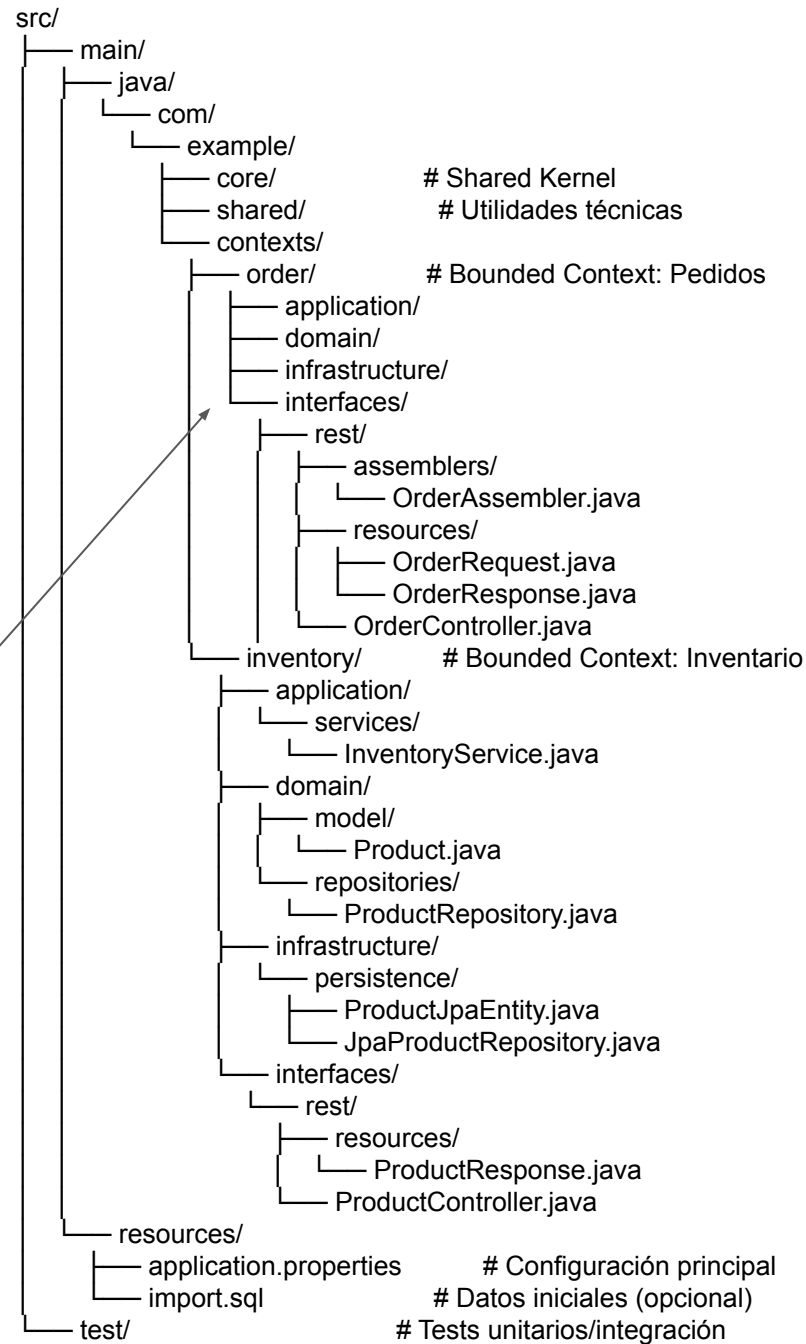 src/
├── main/
├── java/
└── com/
└── example/
├── core/ # Shared Kernel
├── shared/ # Utilidades técnicas
└── contexts/
├── order/ # Bounded Context: Pedidos
├── application/
├── domain/
├── infrastructure/
└── interfaces/
├── rest/
├── assemblers/
│ └── OrderAssembler.java
├── resources/
│ ├── OrderRequest.java
│ └── OrderResponse.java
└── OrderController.java
└── inventory/ # Bounded Context: Inventario
├── application/
│ └── services/
│ └── InventoryService.java
├── domain/
│ ├── model/
│ │ └── Product.java
│ └── repositories/
│ └── ProductRepository.java
├── infrastructure/
│ └── persistence/
│ ├── ProductJpaEntity.java
│ └── JpaProductRepository.java
└── interfaces/
└── rest/
├── resources/
│ └── ProductResponse.java
└── ProductController.java
└── resources/
├── application.properties # Configuración principal
└── import.sql # Datos iniciales (opcional)
└── test/ # Tests unitarios/integración